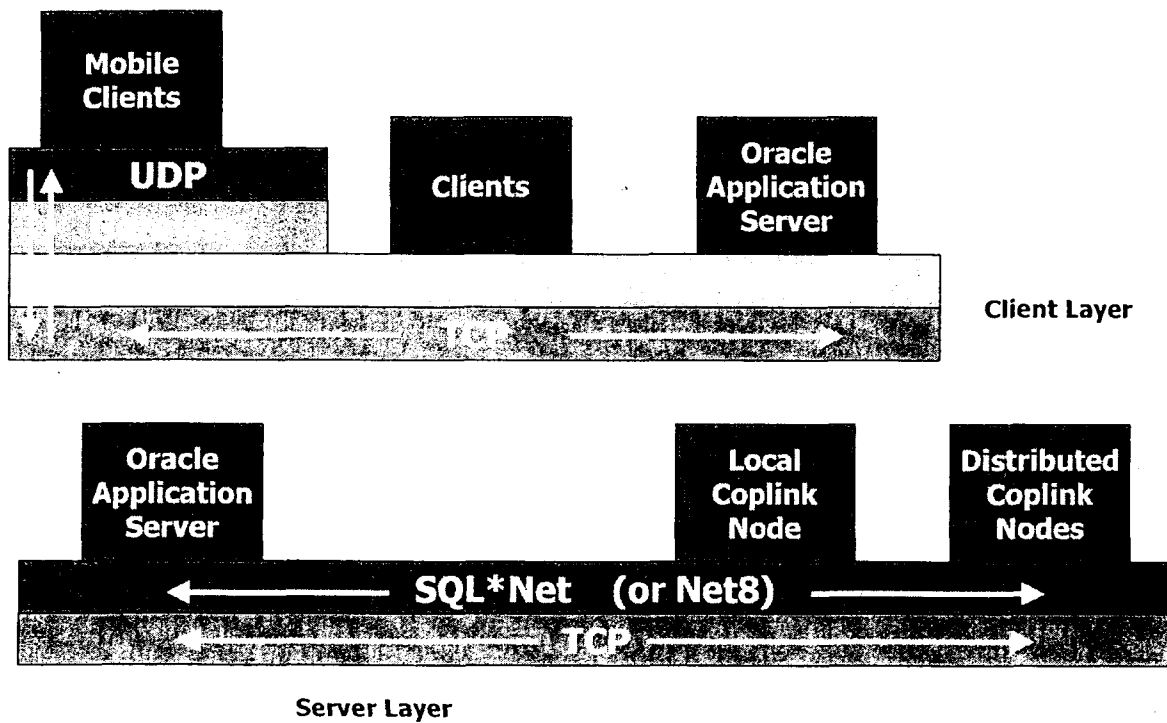 Mobile
Clients
UDP
Clients
Oracle
Application
Server
TCP
Client Layer
Oracle
Application
Server
Local
Coplink
Node
Distributed
Coplink
Nodes
SQL*Net (or Net8)
TCP
Server Layer